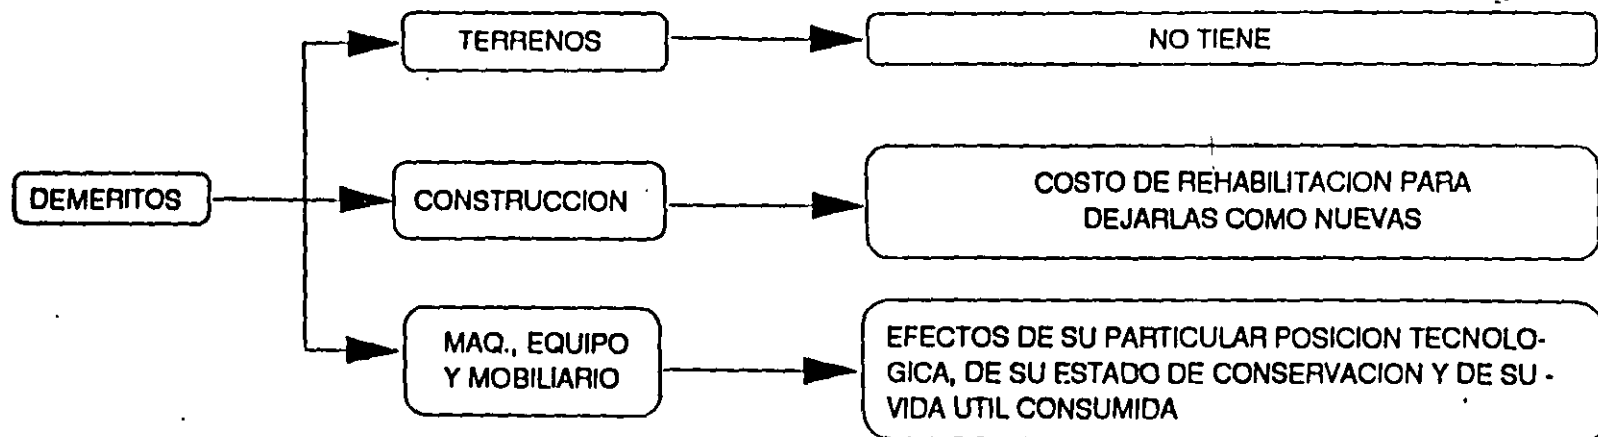 TERRENOS
NO TIENE
DEMERITOS
CONSTRUCCION
COSTO DE REHABILITACION PARA
DEJARLAS COMO NUEVAS
MAQ., EQUIPO
Y MOBILIARIO
EFECTOS DE SU PARTICULAR POSICION TECNOLO-
GICA, DE SU ESTADO DE CONSERVACION Y DE SU -
VIDA UTIL CONSUMIDA